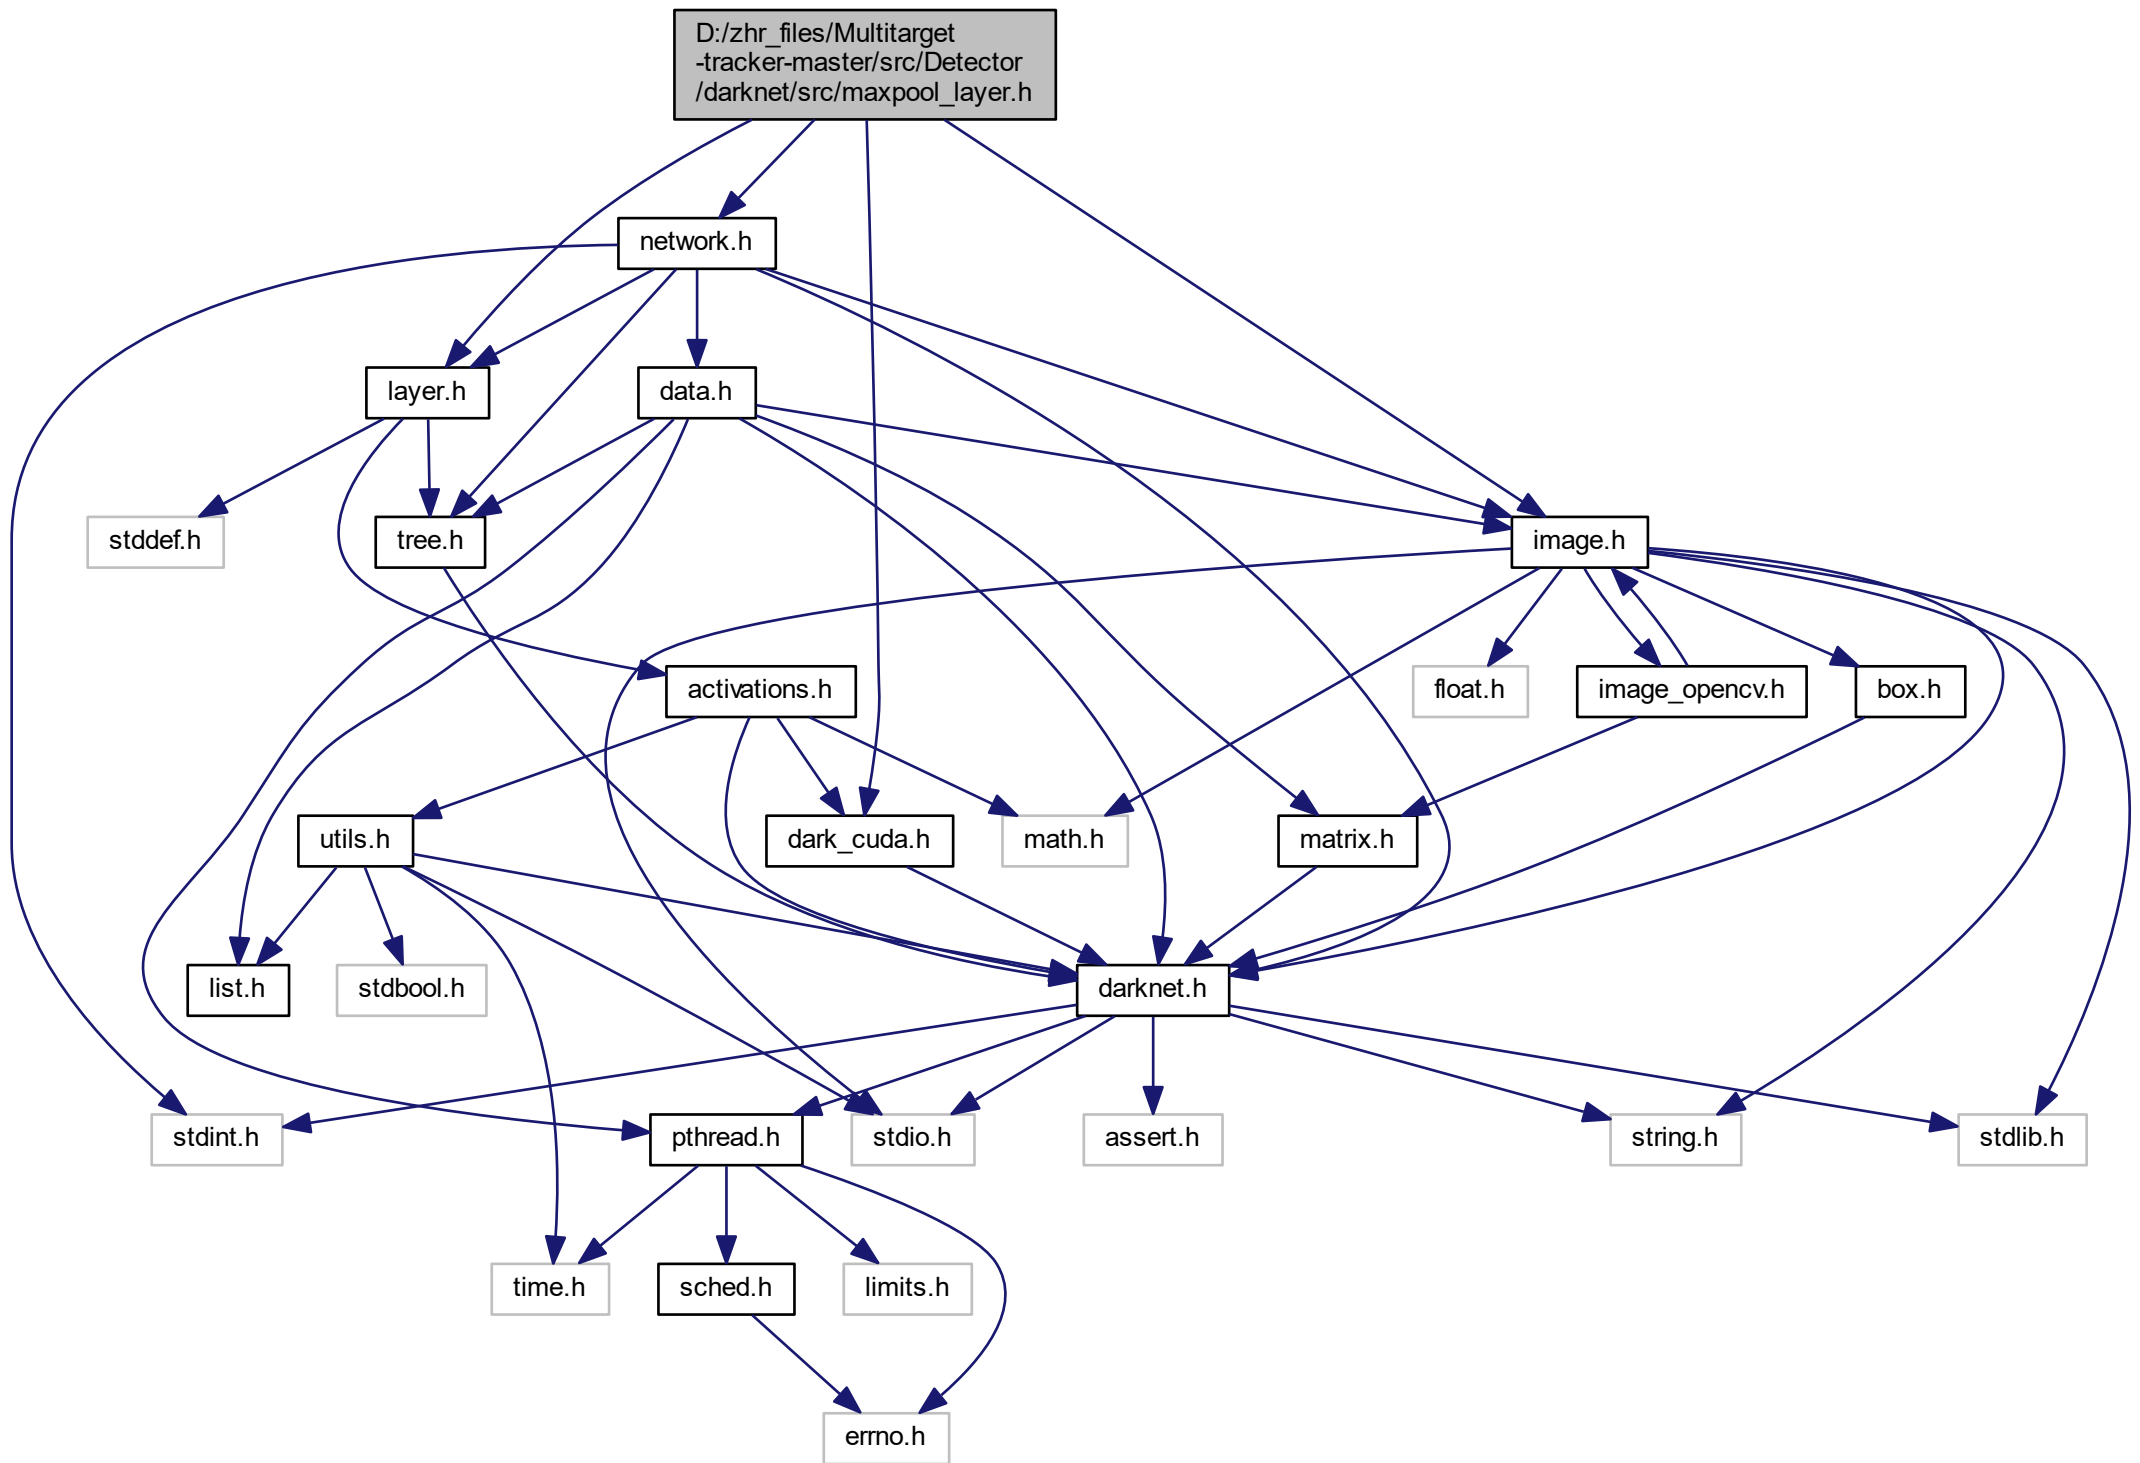 D:/zhr_files/Multitarget
-tracker-master/src/Detector
/darknet/src/maxpool_layer.h
network.h
layer.h
data.h
stddef.h
tree.h
image.h
activations.h
float.h
image_opencv.h
box.h
utils.h
dark_cuda.h
math.h
matrix.h
list.h
stdbool.h
darknet.h
stdint.h
pthread.h
stdio.h
assert.h
string.h
stdlib.h
time.h
sched.h
limits.h
errno.h